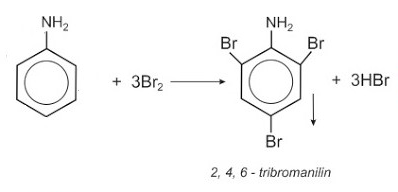 NH₂ NH₂
Br Br
+ 3Br₂ + 3HBr
Br
2, 4, 6 - tribromanilin